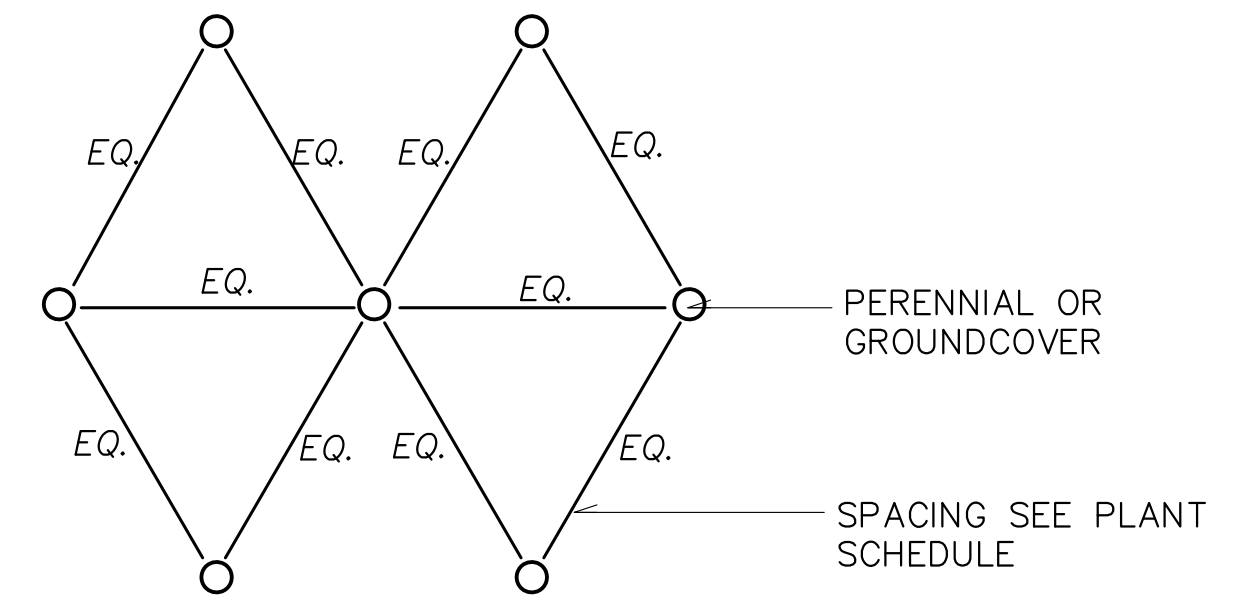 EQ. EQ. EQ. EQ.
EQ. EQ.
PERENNIAL OR
GROUNDCOVER
EQ. EQ. EQ. EQ.
SPACING SEE PLANT
SCHEDULE